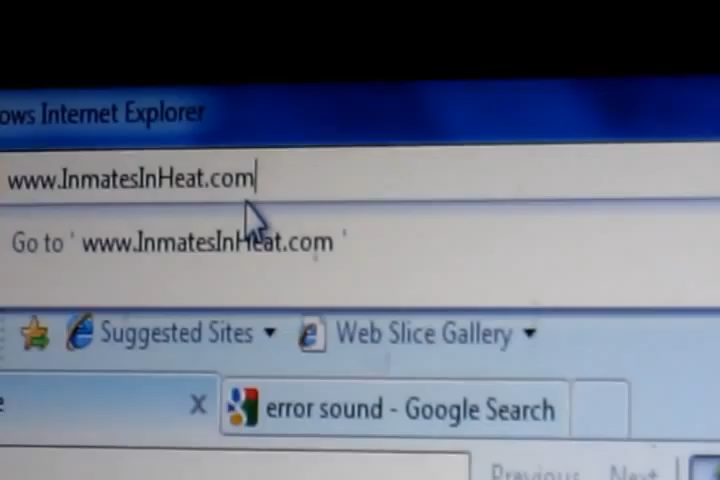 ows Internet Explorer
www.InmatesInHeat.com
Go to ' www.InmatesInHeat.com '
Suggested Sites
Web Slice Gallery
e
error sound - Google Search
Previous Next